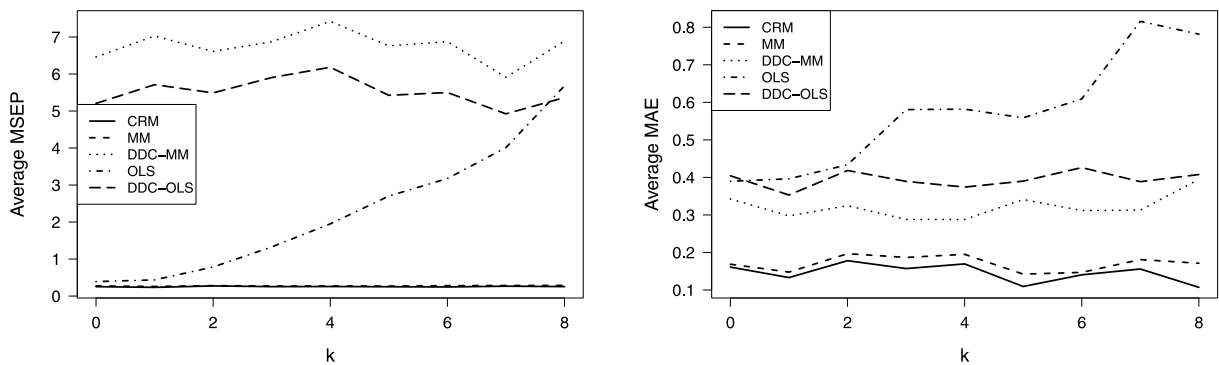 Average MSEP
7
6
5
4
3
2
1
0
CRM
MM
DDC−MM
OLS
DDC−OLS
0
2
4
6
8
k
Average MAE
0.8
0.7
0.6
0.5
0.4
0.3
0.2
0.1
CRM
MM
DDC−MM
OLS
DDC−OLS
0
2
4
6
8
k